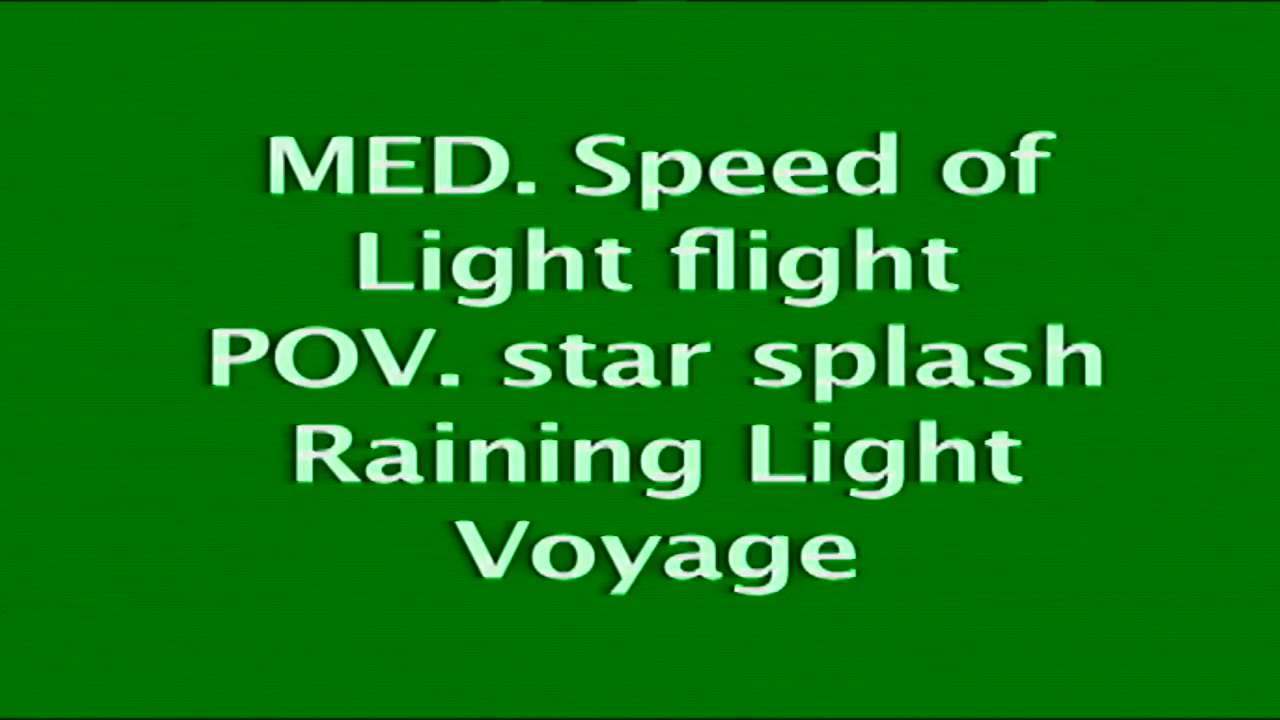 MED. Speed of
Light flight
POV. star splash
Raining Light
Voyage